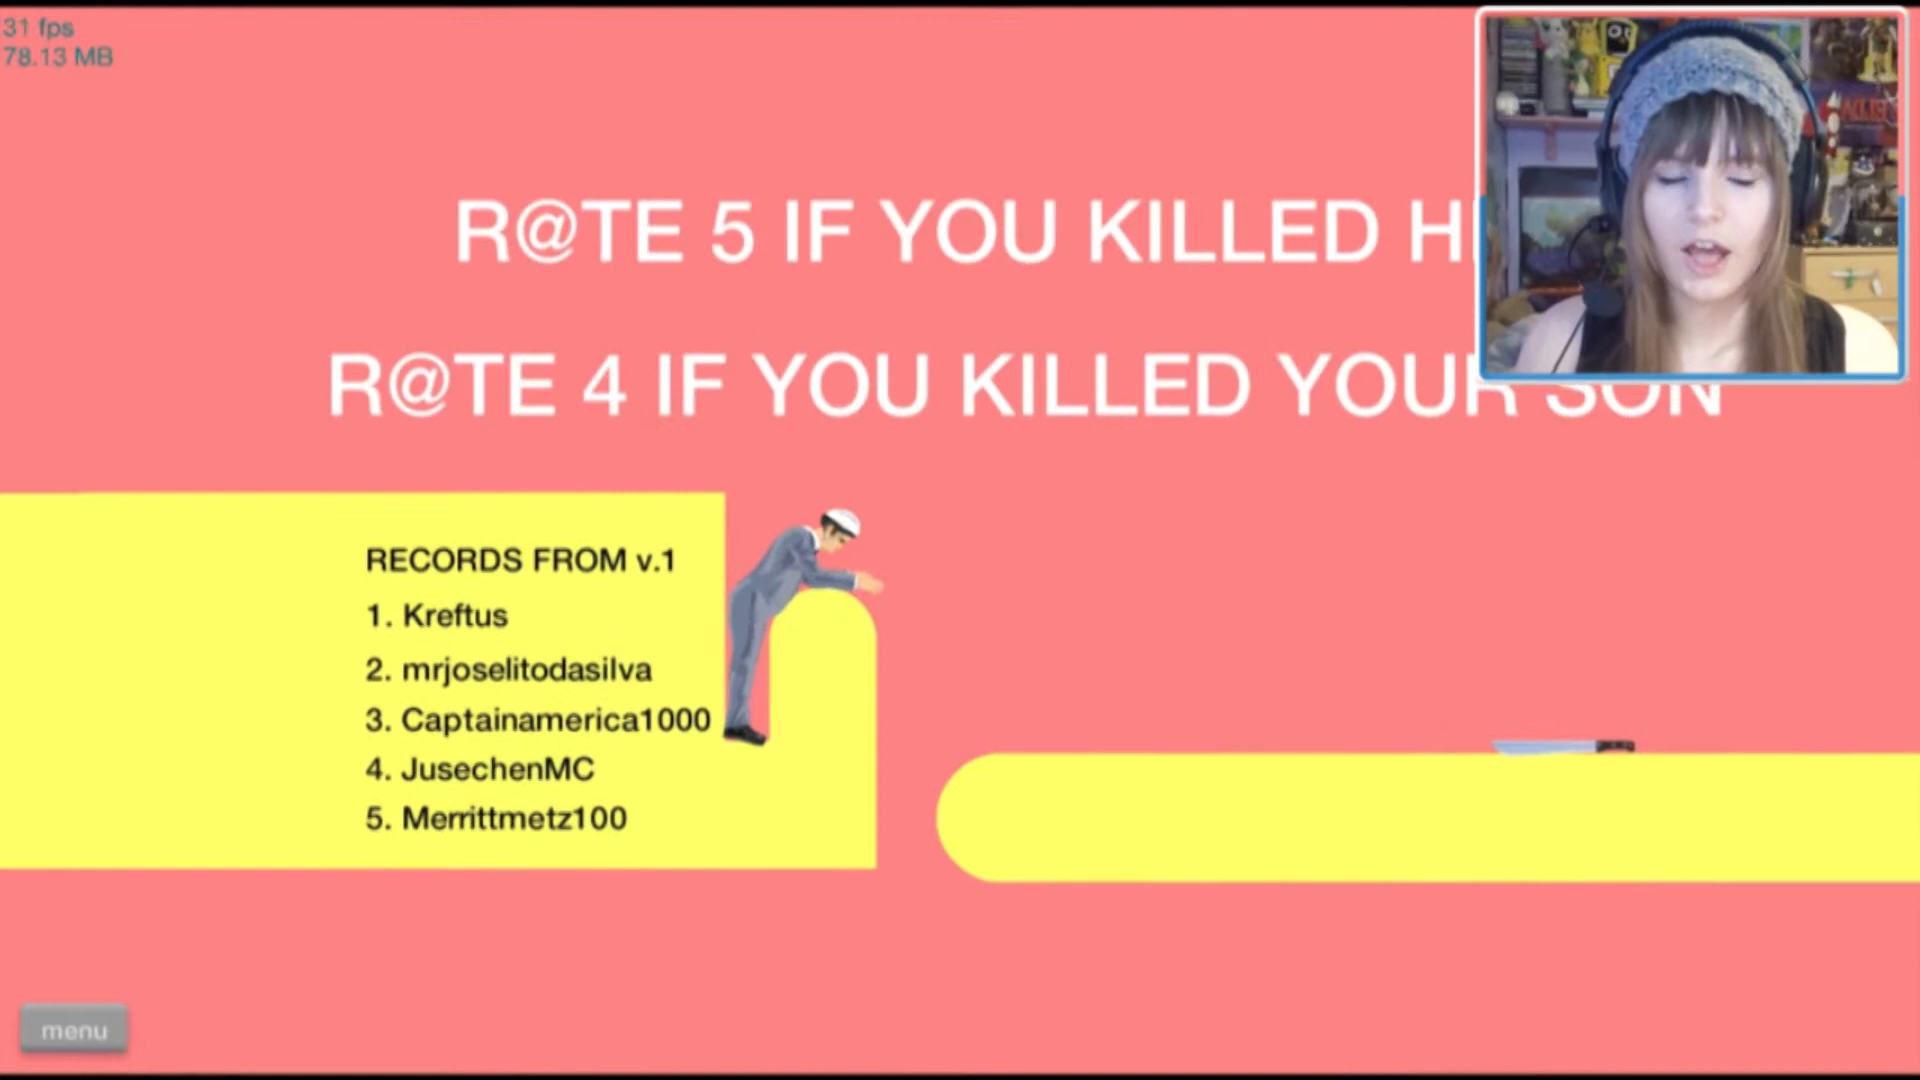 31 fps
78.13 MB
R@TE 5 IF YOU KILLED
R@TE 4 IF YOU KILLED YOUR SON
RECORDS FROM v.1
1. Kreftus
2. mrjoselitodasilva
3. Captainamerica1000
4. JusechenMC
5. Merrittmetz100
menu